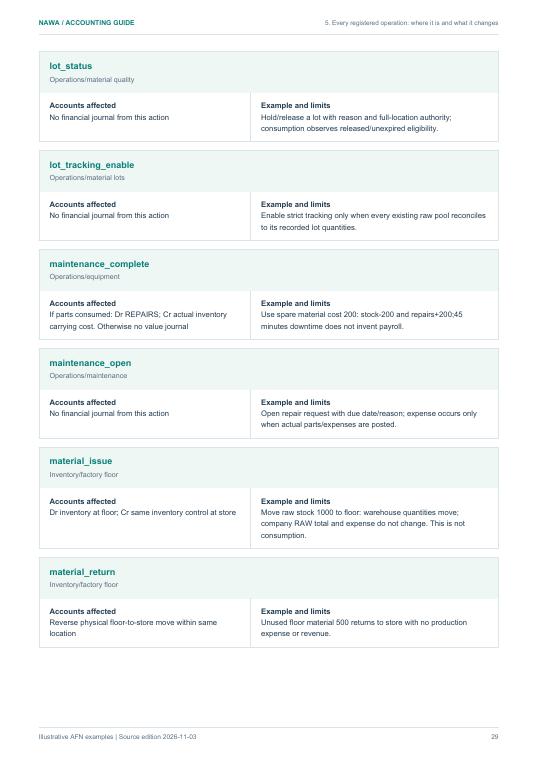 NAWA / ACCOUNTING GUIDE
5. Every registered operation: where it is and what it changes
lot_status
Operations/material quality
Accounts affected
No financial journal from this action
Example and limits
Hold/release a lot with reason and full-location authority;
consumption observes released/unexpired eligibility.
lot_tracking_enable
Operations/material lots
Accounts affected
No financial journal from this action
Example and limits
Enable strict tracking only when every existing raw pool reconciles
to its recorded lot quantities.
maintenance_complete
Operations/equipment
Accounts affected
If parts consumed: Dr REPAIRS; Cr actual inventory
carrying cost. Otherwise no value journal
Example and limits
Use spare material cost 200: stock-200 and repairs+200;45
minutes downtime does not invent payroll.
maintenance_open
Operations/maintenance
Accounts affected
No financial journal from this action
Example and limits
Open repair request with due date/reason; expense occurs only
when actual parts/expenses are posted.
material_issue
Inventory/factory floor
Accounts affected
Dr inventory at floor; Cr same inventory control at store
Example and limits
Move raw stock 1000 to floor: warehouse quantities move;
company RAW total and expense do not change. This is not
consumption.
material_return
Inventory/factory floor
Accounts affected
Reverse physical floor-to-store move within same
location
Example and limits
Unused floor material 500 returns to store with no production
expense or revenue.
Illustrative AFN examples | Source edition 2026-11-03
29